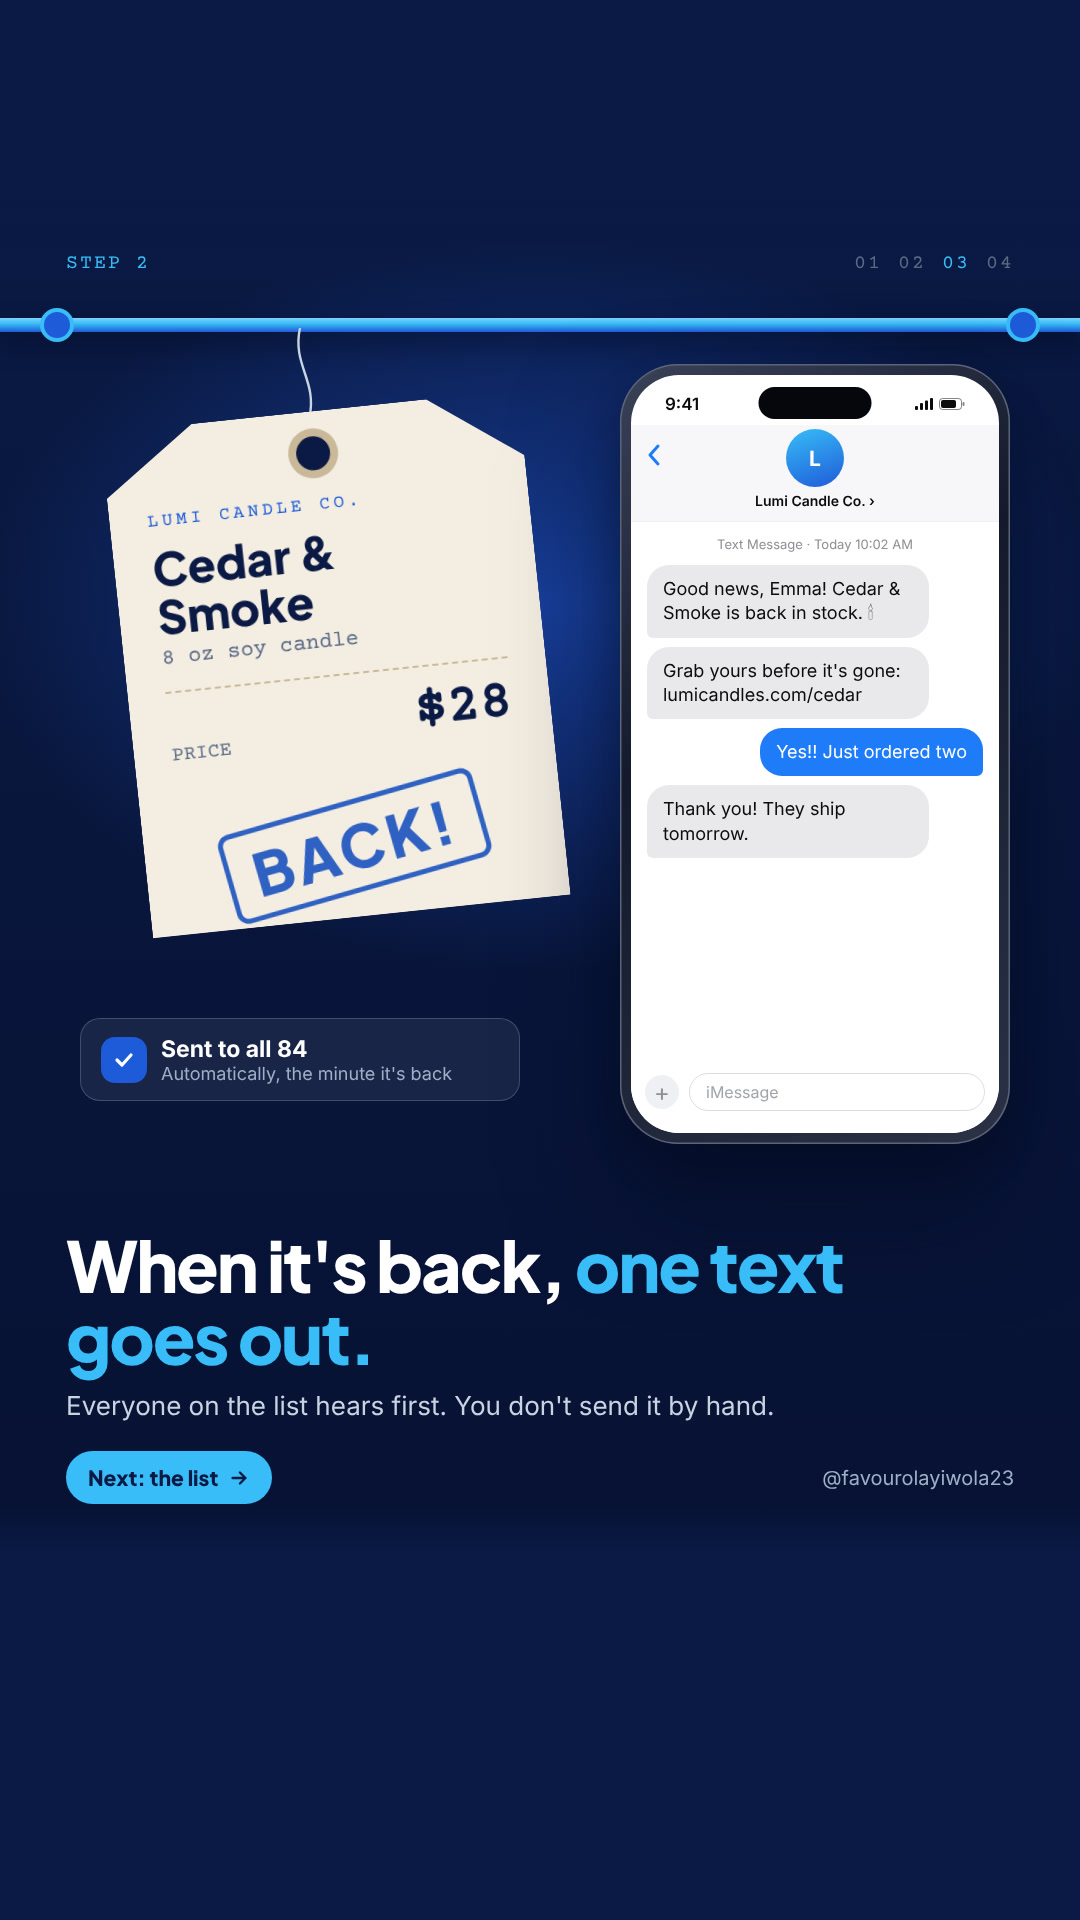 STEP 2
01 02 03 04
LUMI CANDLE CO.
Cedar &
Smoke
8 oz soy candle
$28
PRICE
BACK!
Sent to all 84
Automatically, the minute it's back
9:41
L
Lumi Candle Co. ›
Text Message · Today 10:02 AM
Good news, Emma! Cedar &
Smoke is back in stock. 🕯
Grab yours before it's gone:
lumicandles.com/cedar
Yes!! Just ordered two
Thank you! They ship
tomorrow.
+
iMessage
When it's back, one text
goes out.
Everyone on the list hears first. You don't send it by hand.
Next: the list →
@favourolayiwola23